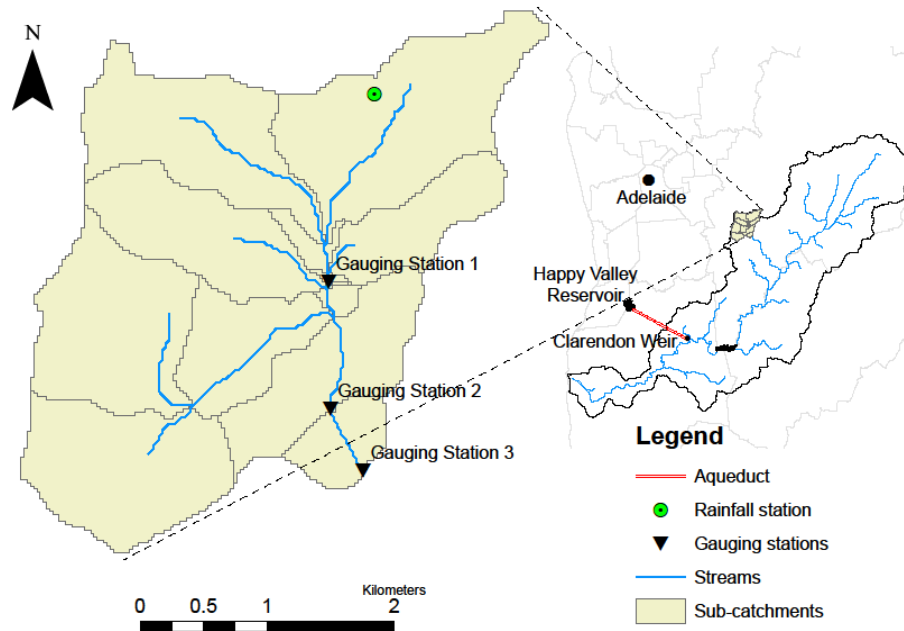 N
Adelaide
Gauging Station 1
Happy Valley
Reservoir
Clarendon Weir
Gauging Station 2
Gauging Station 3
Legend
Aqueduct
Rainfall station
Gauging stations
Streams
Sub-catchments
Kilometers
0 0.5 1 2